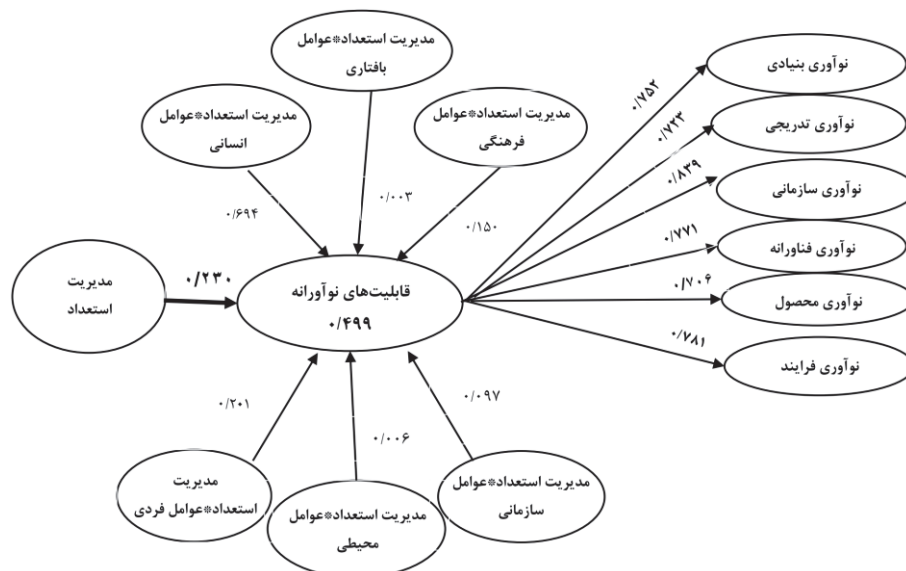 مدیریت استعداد*عوامل
بافتاری
مدیریت استعداد*عوامل
انسانی
مدیریت استعداد*عوامل
فرهنگی
۰/۶۹۴
۰/۰۰۳
۰/۱۵۰
مدیریت
استعداد
۰/۲۳۰
قابلیت‌های نوآورانه
۰/۴۹۹
۰/۲۰۱
۰/۰۰۶
۰/۰۹۷
مدیریت
استعداد*عوامل فردی
مدیریت استعداد*عوامل
محیطی
مدیریت استعداد*عوامل
سازمانی
۰/۷۵۲
نوآوری بنیادی
۰/۷۲۳
نوآوری تدریجی
۰/۸۳۹
نوآوری سازمانی
۰/۷۷۱
نوآوری فناورانه
۰/۷۰۶
نوآوری محصول
۰/۷۸۱
نوآوری فرایند